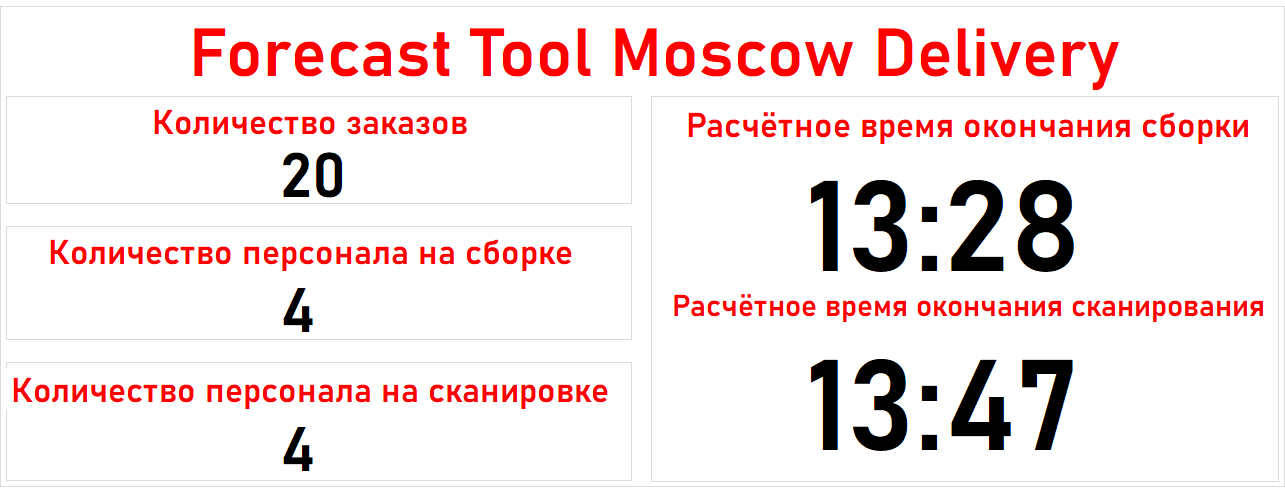 Forecast Tool Moscow Delivery
Количество заказов
20
Количество персонала на сборке
4
Количество персонала на сканировке
4
Расчётное время окончания сборки
13:28
Расчётное время окончания сканирования
13:47